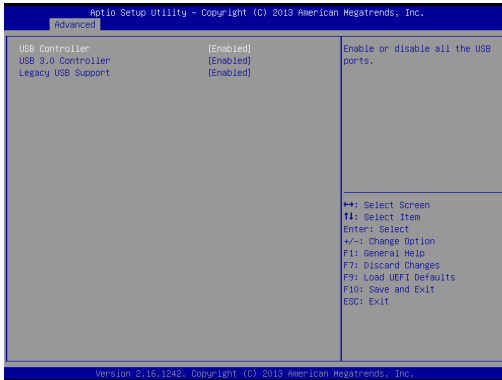 Aptio Setup Utility – Copyright (C) 2013 American Megatrends, Inc.
Advanced
USB Controller [Enabled]
USB 3.0 Controller [Enabled]
Legacy USB Support [Enabled]
Enable or disable all the USB
ports.
↔: Select Screen
↑↓: Select Item
Enter: Select
+/-: Change Option
F1: General Help
F7: Discard Changes
F9: Load UEFI Defaults
F10: Save and Exit
ESC: Exit
Version 2.16.1242. Copyright (C) 2013 American Megatrends, Inc.